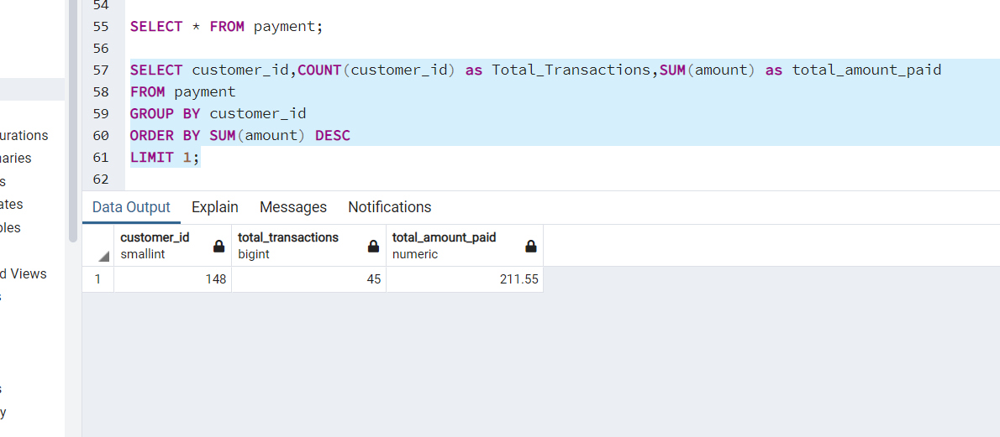 54
55 SELECT * FROM payment;
56
57 SELECT customer_id,COUNT(customer_id) as Total_Transactions,SUM(amount) as total_amount_paid
58 FROM payment
59 GROUP BY customer_id
60 ORDER BY SUM(amount) DESC
61 LIMIT 1;
62
urations
aries
s
ates
oles
d Views
s
s
y
Data Output Explain Messages Notifications
customer_id total_transactions total_amount_paid
smallint bigint numeric
1 148 45 211.55